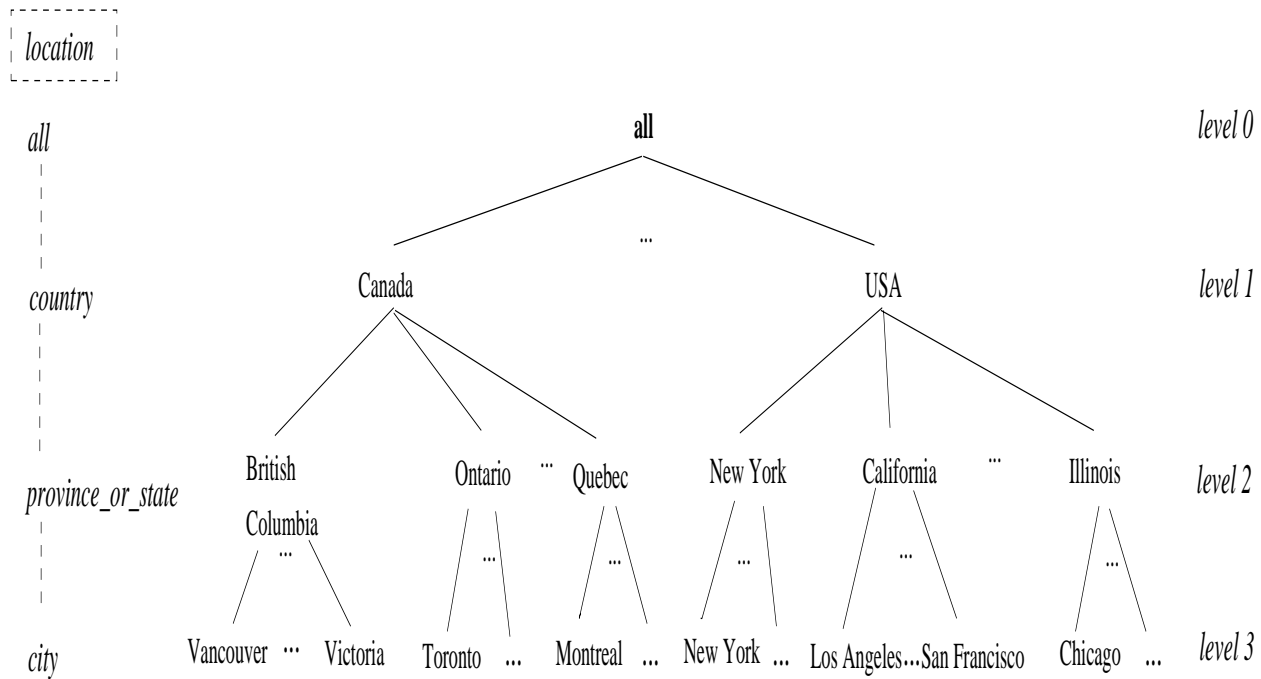 location
all all level 0
...
country Canada USA level 1
British Ontario ... Quebec New York California ... Illinois level 2
province_or_state
Columbia
... ... ... ... ... ...
city Vancouver ... Victoria Toronto ... Montreal ... New York ... Los Angeles...San Francisco Chicago ... level 3